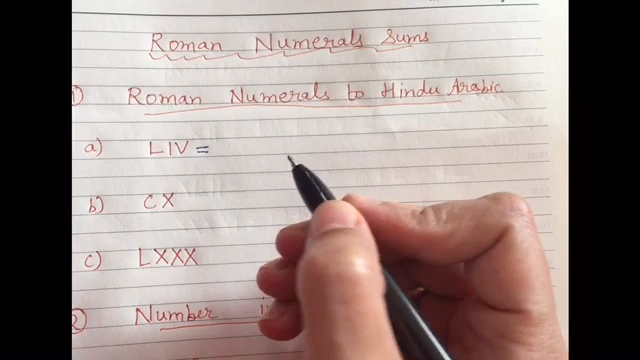 Roman Numerals Sums
1) Roman Numerals to Hindu Arabic
a) LIV =
b) CX
c) LXXX
2) Number